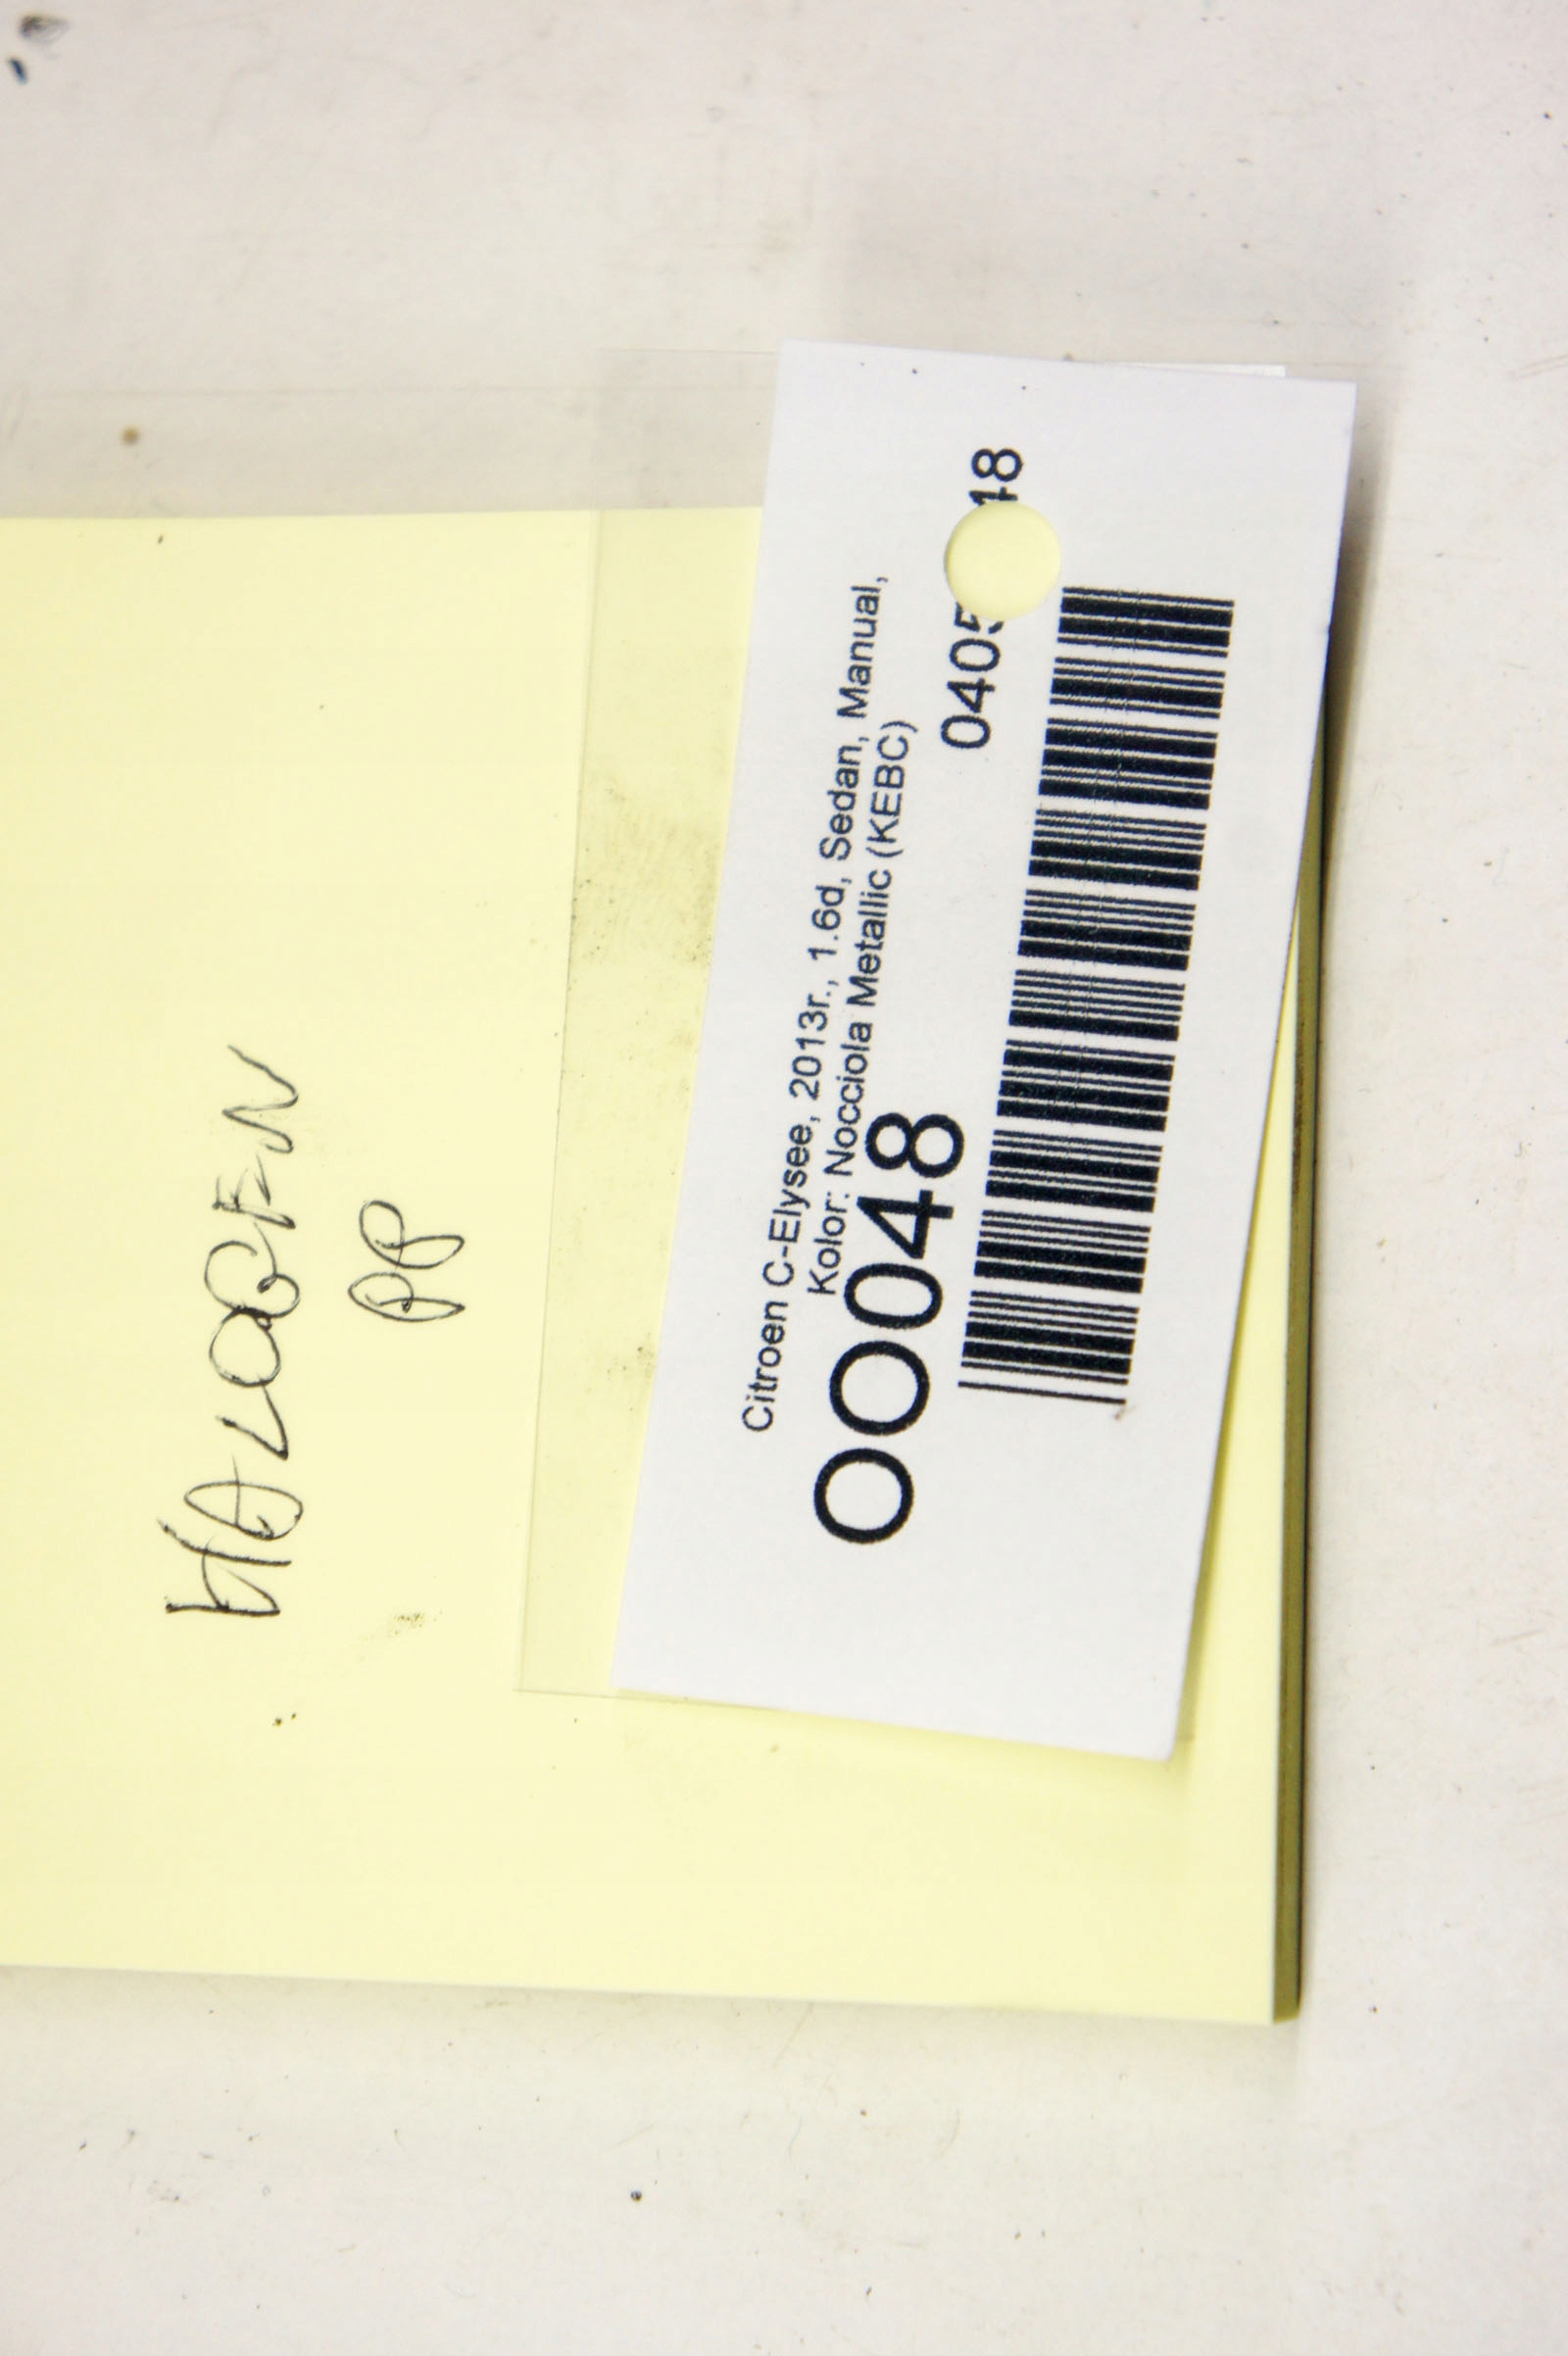 HALOGEN
PP
Citroen C-Elysee, 2013r., 1.6d, Sedan, Manual,
Kolor: Nocciola Metallic (KEBC)
OO048